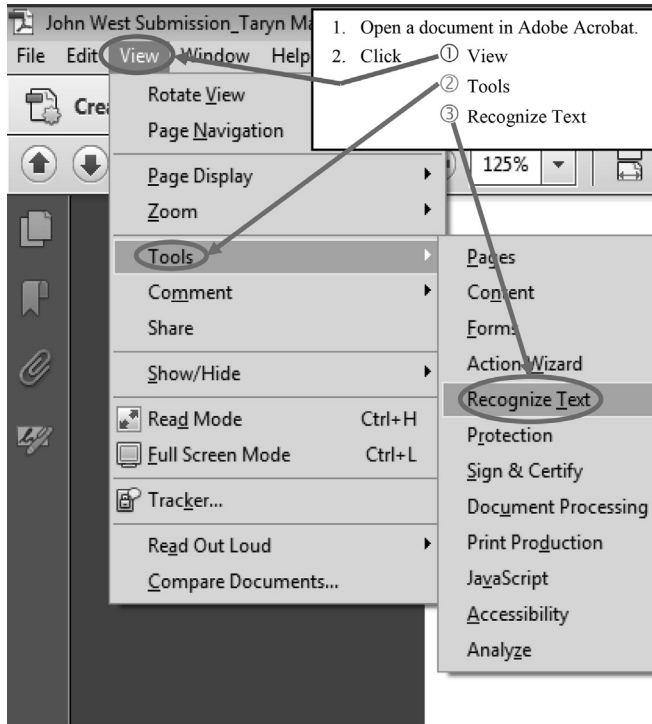 John West Submission_Taryn Ma
File Edit View Window Help
1. Open a document in Adobe Acrobat.
2. Click ① View
② Tools
③ Recognize Text
Crea
125%
Rotate View
Page Navigation
Page Display
Zoom
Tools
Comment
Share
Show/Hide
Read Mode Ctrl+H
Full Screen Mode Ctrl+L
Tracker...
Read Out Loud
Compare Documents...
Pages
Content
Forms
Action Wizard
Recognize Text
Protection
Sign & Certify
Document Processing
Print Production
JavaScript
Accessibility
Analyze